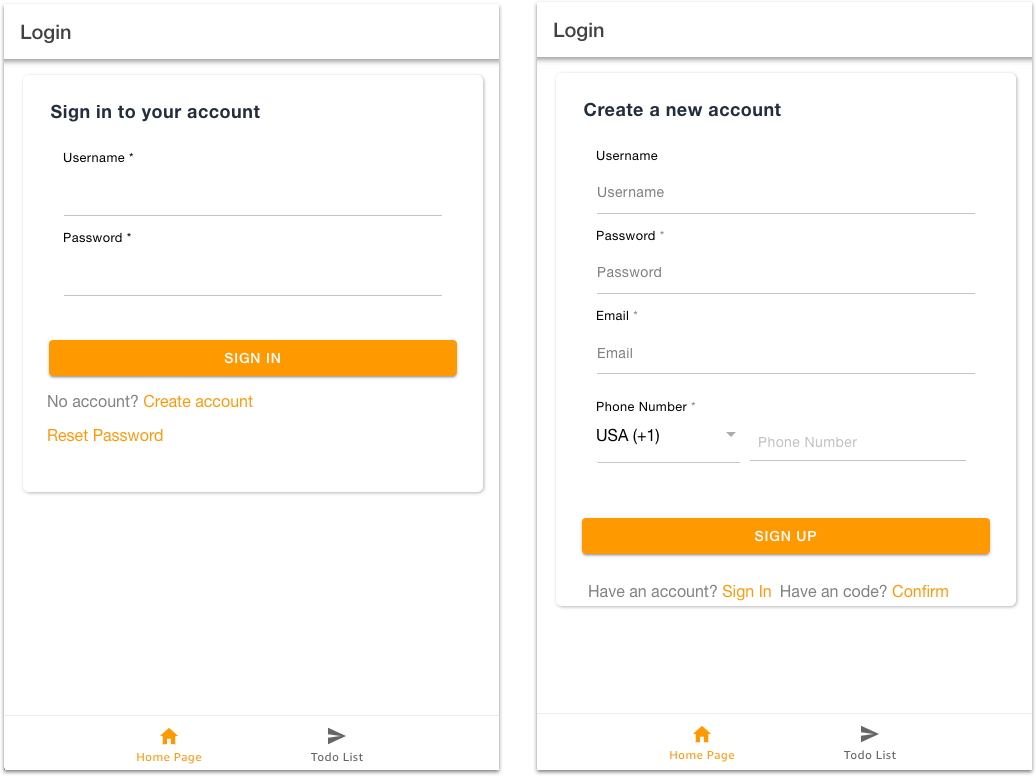 Login
Sign in to your account
Username *
Password *
SIGN IN
No account? Create account
Reset Password
Home Page
Todo List
Login
Create a new account
Username
Username
Password *
Password
Email *
Email
Phone Number *
USA (+1)
Phone Number
SIGN UP
Have an account? Sign In Have an code? Confirm
Home Page
Todo List